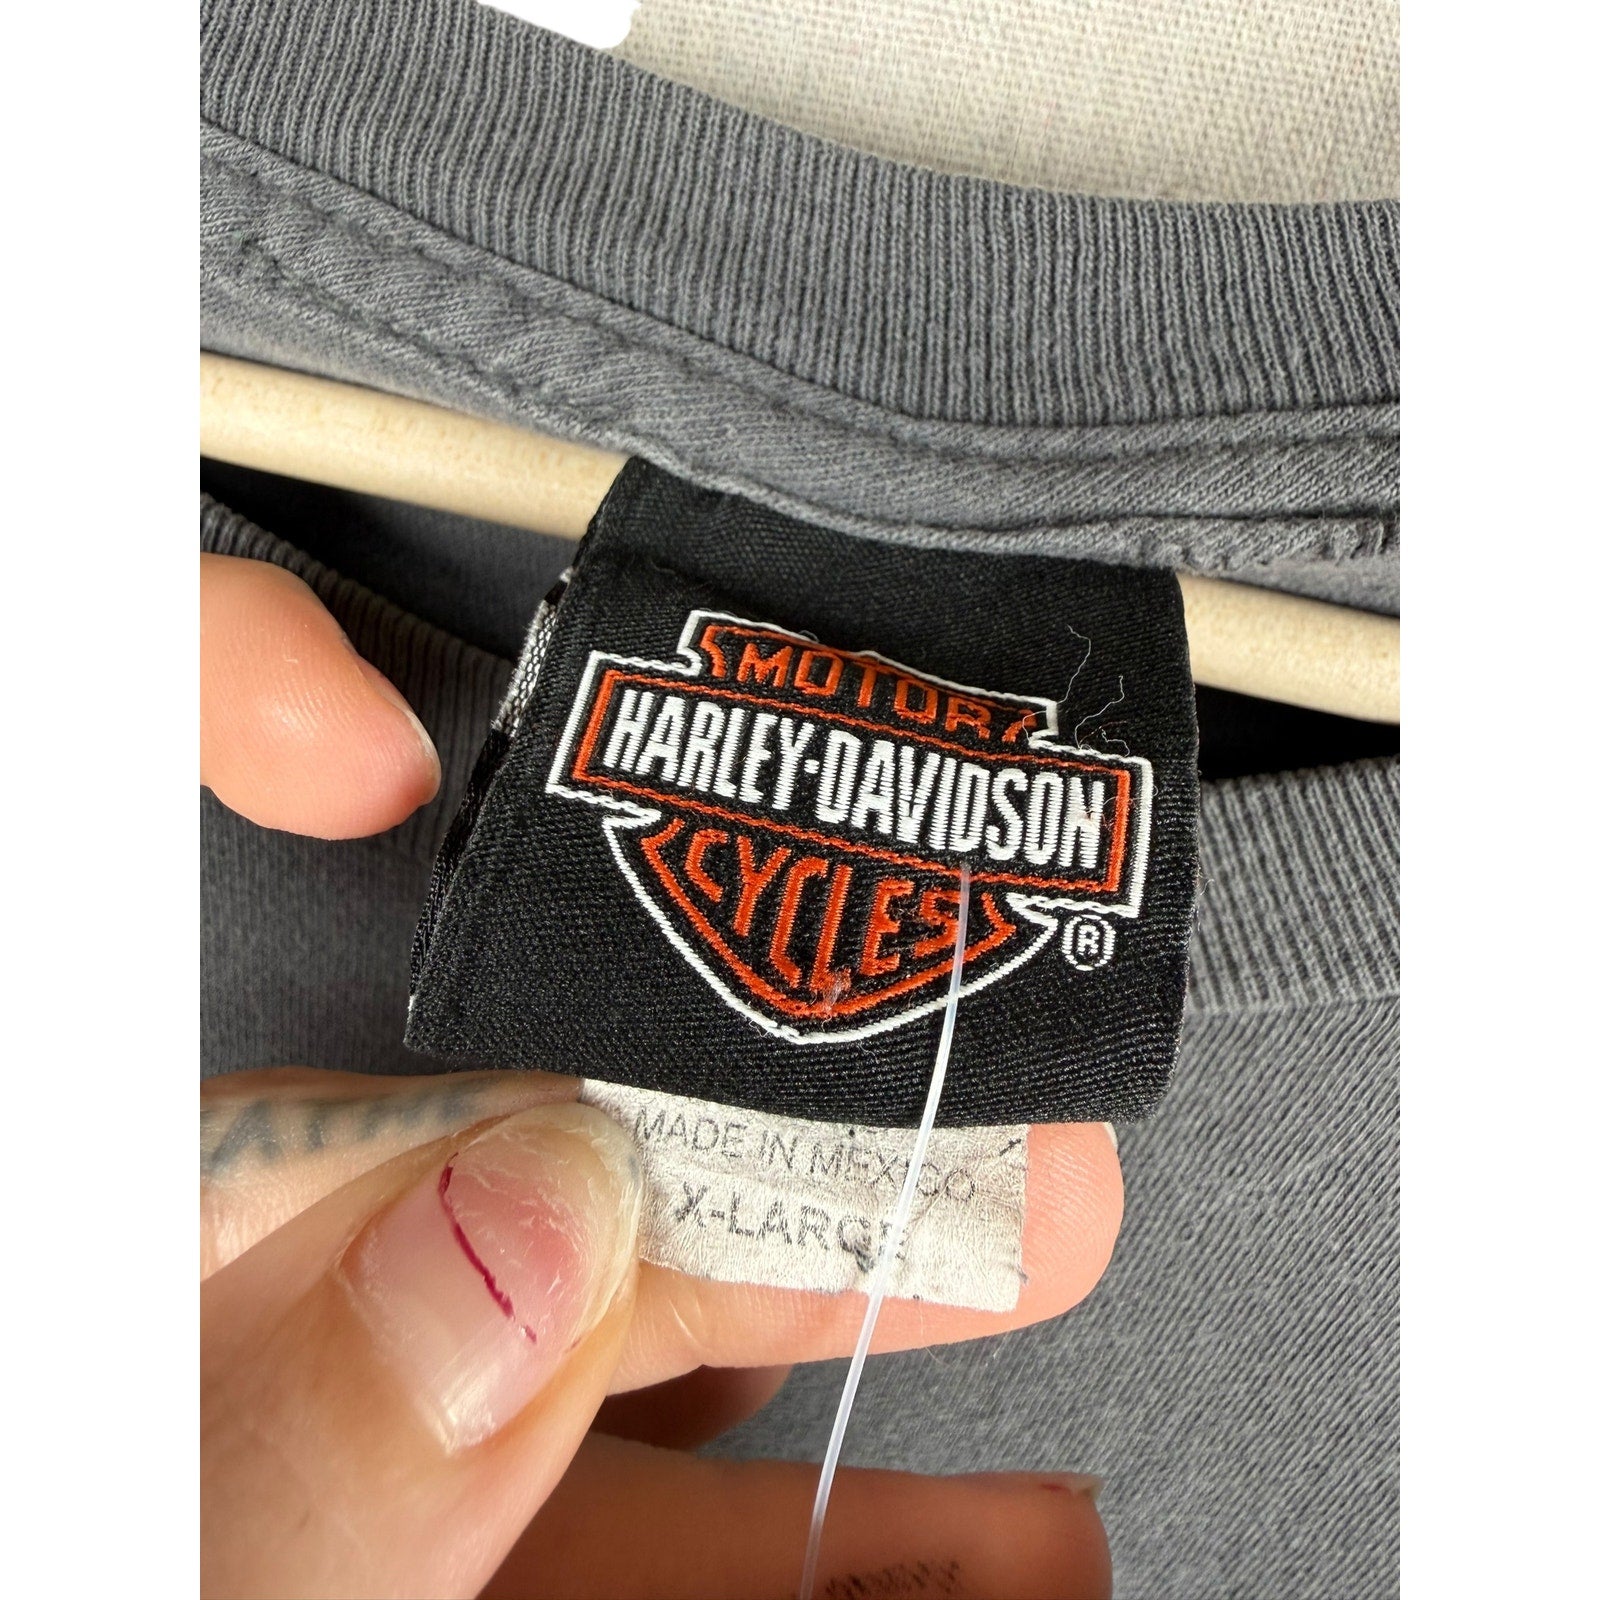 MOTOR
HARLEY-DAVIDSON
CYCLES
®
MADE IN MEXICO
X-LARGE